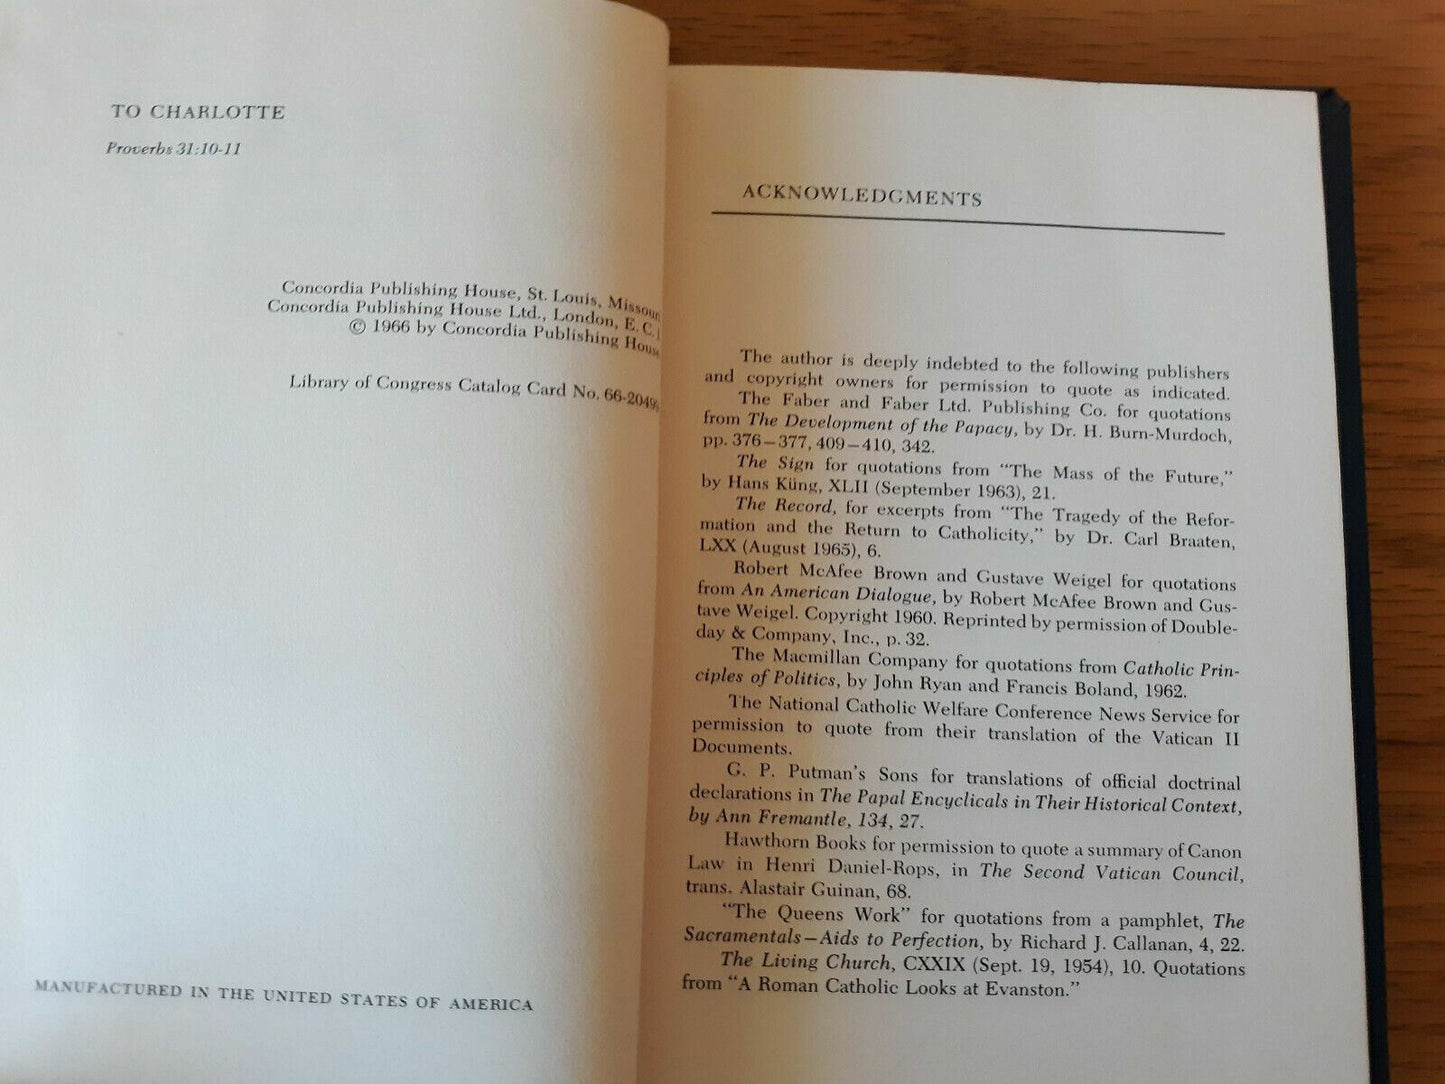 TO CHARLOTTE
Proverbs 31:10-11
Concordia Publishing House, St. Louis, Missour
Concordia Publishing House Ltd., London, E. C.
© 1966 by Concordia Publishing House
Library of Congress Catalog Card No. 66-2049
MANUFACTURED IN THE UNITED STATES OF AMERICA
ACKNOWLEDGMENTS
The author is deeply indebted to the following publishers
and copyright owners for permission to quote as indicated.
The Faber and Faber Ltd. Publishing Co. for quotations
from The Development of the Papacy, by Dr. H. Burn-Murdoch,
pp. 376–377, 409–410, 342.
The Sign for quotations from “The Mass of the Future,”
by Hans Küng, XLII (September 1963), 21.
The Record, for excerpts from “The Tragedy of the Refor-
mation and the Return to Catholicity,” by Dr. Carl Braaten,
LXX (August 1965), 6.
Robert McAfee Brown and Gustave Weigel for quotations
from An American Dialogue, by Robert McAfee Brown and Gus-
tave Weigel. Copyright 1960. Reprinted by permission of Double-
day & Company, Inc., p. 32.
The Macmillan Company for quotations from Catholic Prin-
ciples of Politics, by John Ryan and Francis Boland, 1962.
The National Catholic Welfare Conference News Service for
permission to quote from their translation of the Vatican II
Documents.
G. P. Putman's Sons for translations of official doctrinal
declarations in The Papal Encyclicals in Their Historical Context,
by Ann Fremantle, 134, 27.
Hawthorn Books for permission to quote a summary of Canon
Law in Henri Daniel-Rops, in The Second Vatican Council,
trans. Alastair Guinan, 68.
“The Queens Work” for quotations from a pamphlet, The
Sacramentals—Aids to Perfection, by Richard J. Callanan, 4, 22.
The Living Church, CXXIX (Sept. 19, 1954), 10. Quotations
from “A Roman Catholic Looks at Evanston.”